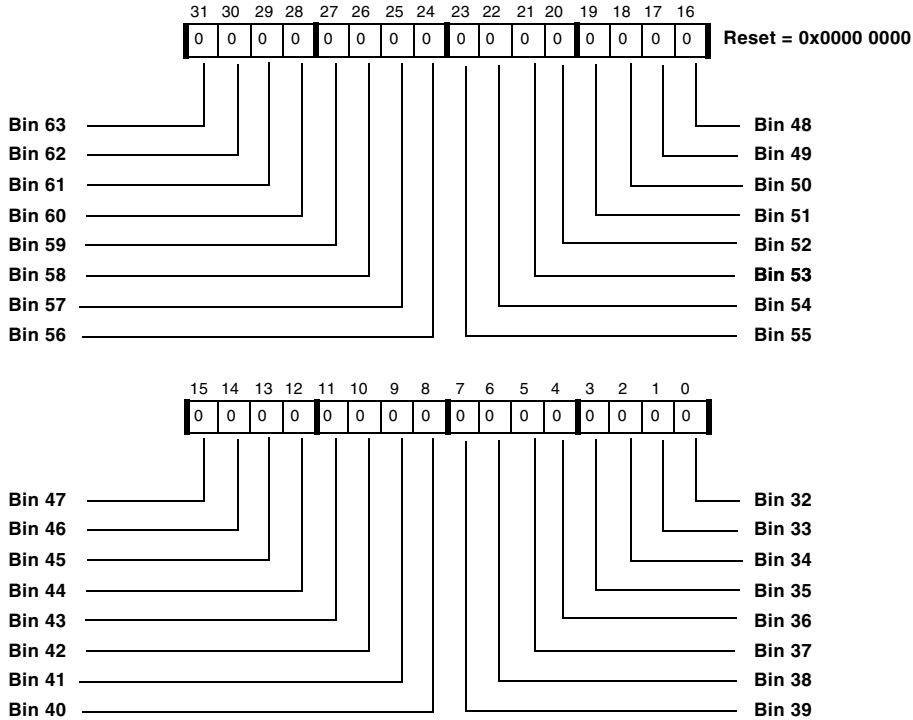 31 30 29 28 27 26 25 24 23 22 21 20 19 18 17 16
0 0 0 0 0 0 0 0 0 0 0 0 0 0 0 0 Reset = 0x0000 0000
Bin 63 Bin 48
Bin 62 Bin 49
Bin 61 Bin 50
Bin 60 Bin 51
Bin 59 Bin 52
Bin 58 Bin 53
Bin 57 Bin 54
Bin 56 Bin 55
15 14 13 12 11 10 9 8 7 6 5 4 3 2 1 0
0 0 0 0 0 0 0 0 0 0 0 0 0 0 0 0
Bin 47 Bin 32
Bin 46 Bin 33
Bin 45 Bin 34
Bin 44 Bin 35
Bin 43 Bin 36
Bin 42 Bin 37
Bin 41 Bin 38
Bin 40 Bin 39